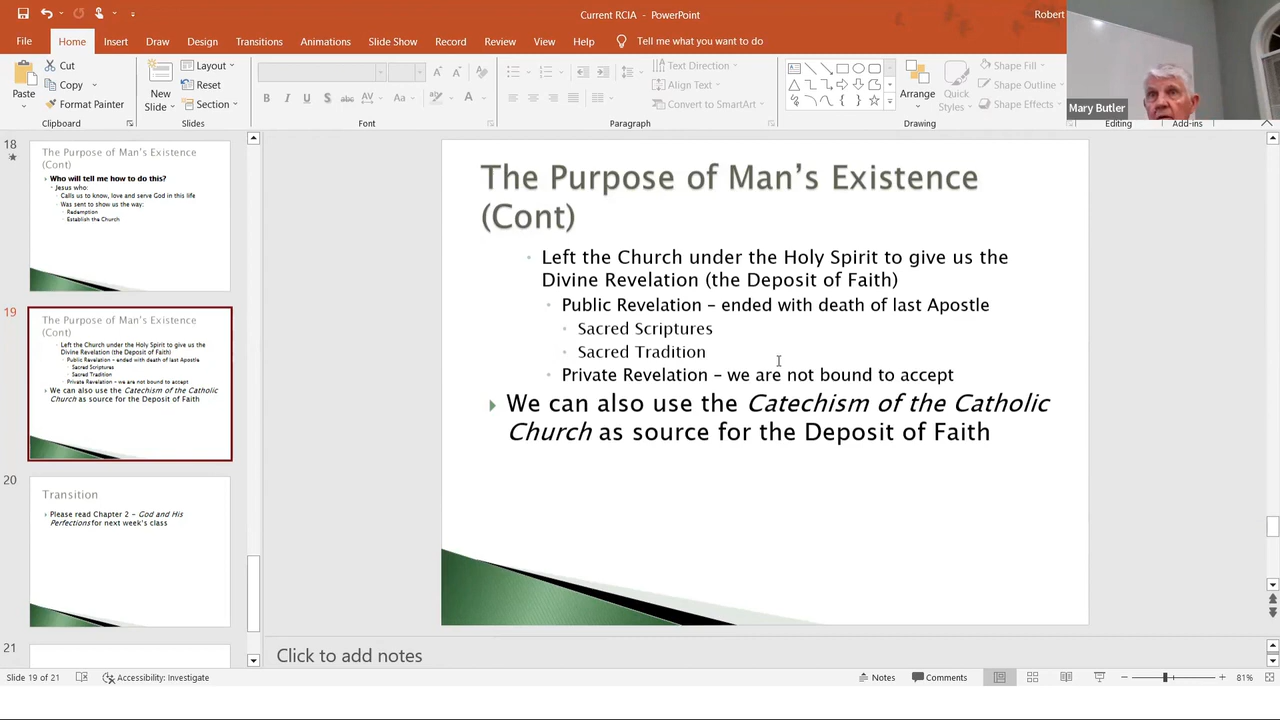 Current RCIA - PowerPoint
Robert
File Home Insert Draw Design Transitions Animations Slide Show Record Review View Help Tell me what you want to do
Paste
Cut
Copy
Format Painter
Clipboard
New
Slide
Layout
Reset
Section
Slides
B I U S abc AV Aa A
Font
Text Direction
Align Text
Convert to SmartArt
Paragraph
Arrange
Quick
Styles
Shape Fill
Shape Outline
Shape Effects
Drawing
Editing
Add-ins
Mary Butler
18
The Purpose of Man's Existence
(Cont)
Who will tell me how to do this?
Jesus who:
Calls us to know, love and serve God in this life
Was sent to show us the way:
Redemption
Establish the Church
19
The Purpose of Man's Existence
(Cont)
Left the Church under the Holy Spirit to give us the
Divine Revelation (the Deposit of Faith)
Public Revelation – ended with death of last Apostle
Sacred Scriptures
Sacred Tradition
Private Revelation – we are not bound to accept
We can also use the Catechism of the Catholic
Church as source for the Deposit of Faith
20
Transition
Please read Chapter 2 – God and His
Perfections for next week's class
21
The Purpose of Man’s Existence
(Cont)
Left the Church under the Holy Spirit to give us the
Divine Revelation (the Deposit of Faith)
Public Revelation – ended with death of last Apostle
Sacred Scriptures
Sacred Tradition
Private Revelation – we are not bound to accept
We can also use the Catechism of the Catholic
Church as source for the Deposit of Faith
Click to add notes
Slide 19 of 21 Accessibility: Investigate Notes Comments 81%